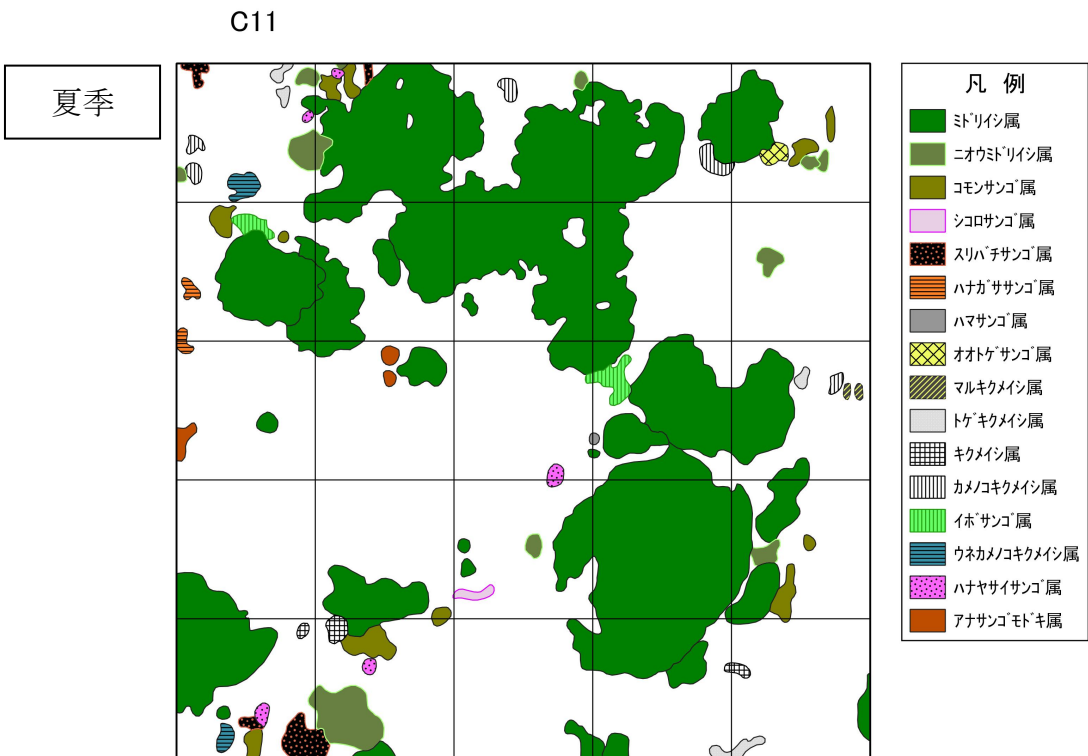 C11
夏季
凡 例
ﾐﾄﾞﾘｲｼ属
ﾆｵｳﾐﾄﾞﾘｲｼ属
ｺﾓﾝｻﾝｺﾞ属
ｼｺﾛｻﾝｺﾞ属
ｽﾘﾊﾞﾁｻﾝｺﾞ属
ﾊﾅｶﾞｻｻﾝｺﾞ属
ﾊﾏｻﾝｺﾞ属
ｵｵﾄｹﾞｻﾝｺﾞ属
ﾏﾙｷｸﾒｲｼ属
ﾄｹﾞｷｸﾒｲｼ属
ｷｸﾒｲｼ属
ｶﾒﾉｺｷｸﾒｲｼ属
ｲﾎﾞｻﾝｺﾞ属
ｳﾈｶﾒﾉｺｷｸﾒｲｼ属
ﾊﾅﾔｻｲｻﾝｺﾞ属
ｱﾅｻﾝｺﾞﾓﾄﾞｷ属